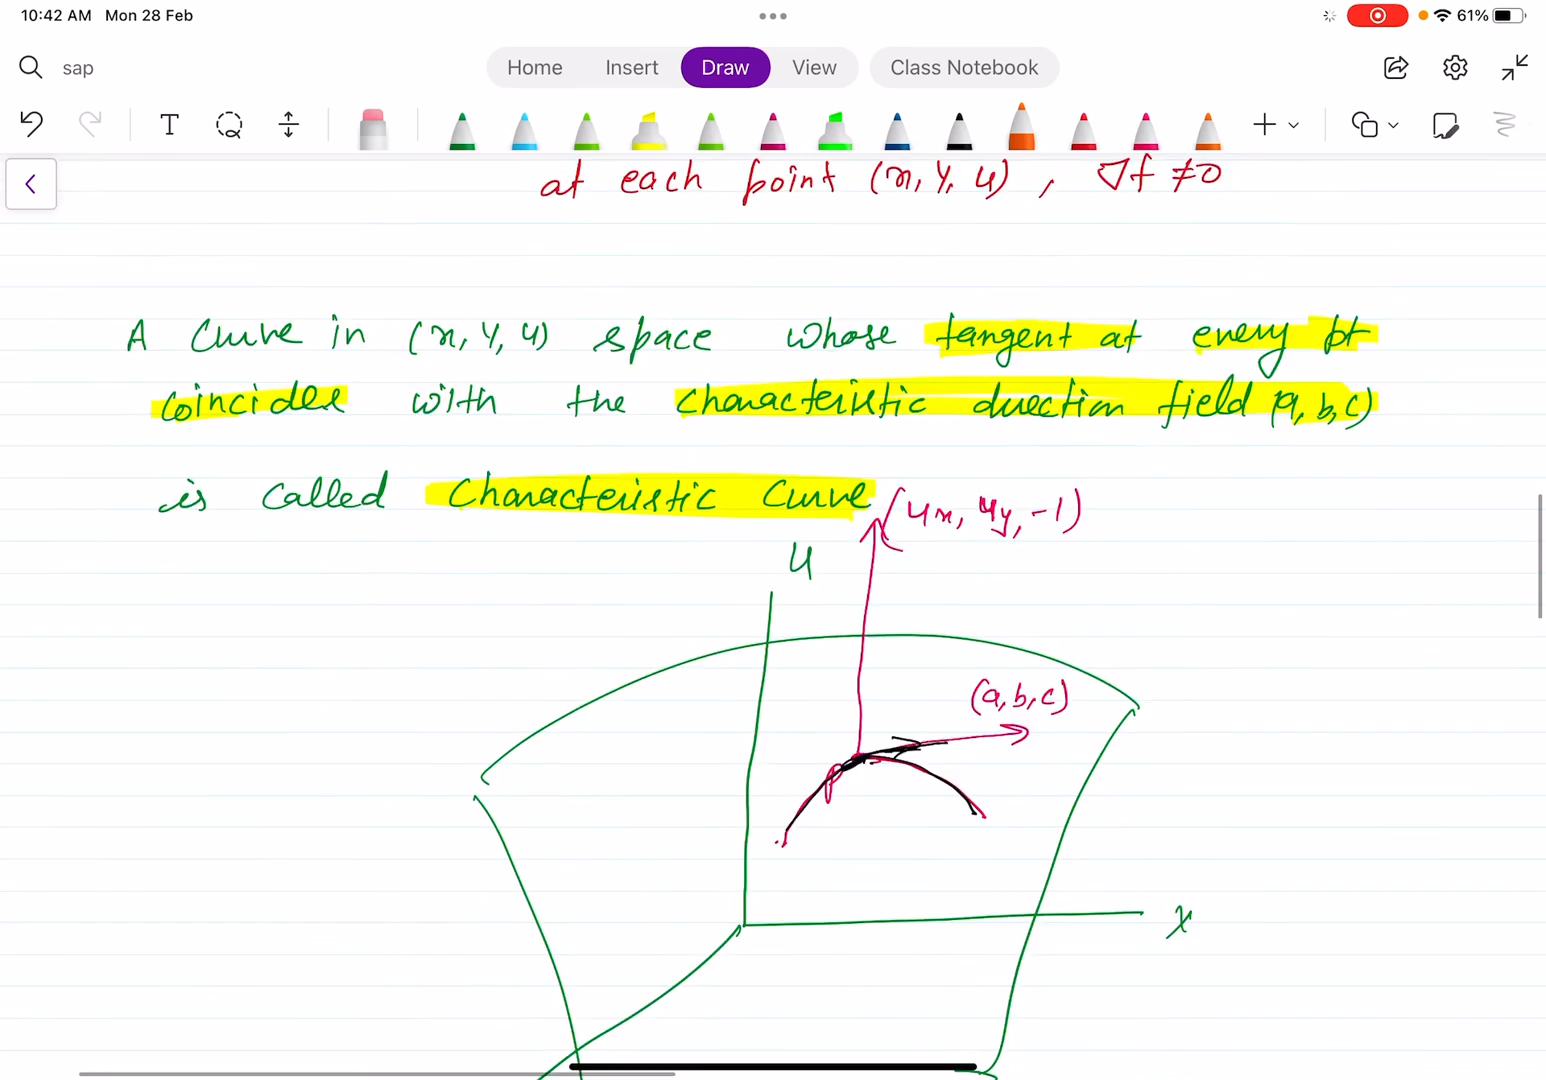 10:42 AM Mon 28 Feb
61%
sap
Home Insert Draw View Class Notebook
T
at each point (x, y, u), ∇f ≠ 0
A Curve in (x, y, u) space whose tangent at every pt
coincides with the characteristic direction field (a, b, c)
is called Characteristic Curve
(ux, uy, -1)
u
(a, b, c)
p
x